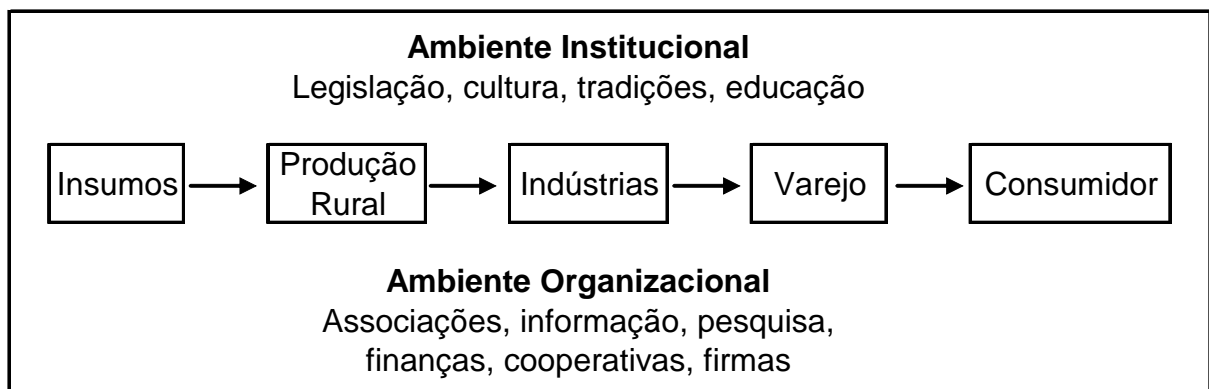 Ambiente Institucional
Legislação, cultura, tradições, educação
Insumos
Produção
Rural
Indústrias
Varejo
Consumidor
Ambiente Organizacional
Associações, informação, pesquisa,
finanças, cooperativas, firmas